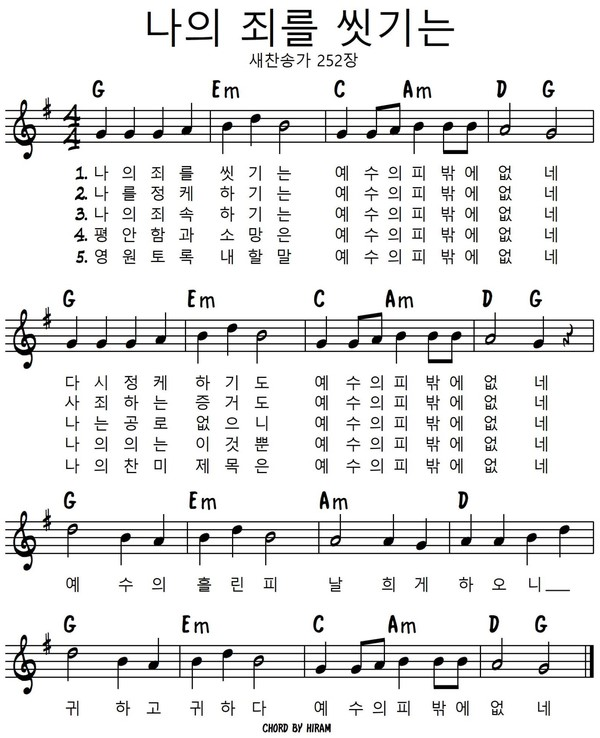 나의 죄를 씻기는
새찬송가 252장
G Em C Am D G
4
4
1. 나 의 죄 를 씻 기 는 예 수 의 피 밖 에 없 네
2. 나 를 정 케 하 기 는 예 수 의 피 밖 에 없 네
3. 나 의 죄 속 하 기 는 예 수 의 피 밖 에 없 네
4. 평 안 함 과 소 망 은 예 수 의 피 밖 에 없 네
5. 영 원 토 록 내 할 말 예 수 의 피 밖 에 없 네
G Em C Am D G
다 시 정 케 하 기 도 예 수 의 피 밖 에 없 네
사 죄 하 는 증 거 도 예 수 의 피 밖 에 없 네
나 는 공 로 없 으 니 예 수 의 피 밖 에 없 네
나 의 의 는 이 것 뿐 예 수 의 피 밖 에 없 네
나 의 찬 미 제 목 은 예 수 의 피 밖 에 없 네
G Em Am D
예 수 의 흘 린 피 날 희 게 하 오 니
G Em C Am D G
귀 하 고 귀 하 다 예 수 의 피 밖 에 없 네
CHORD BY HIRAM